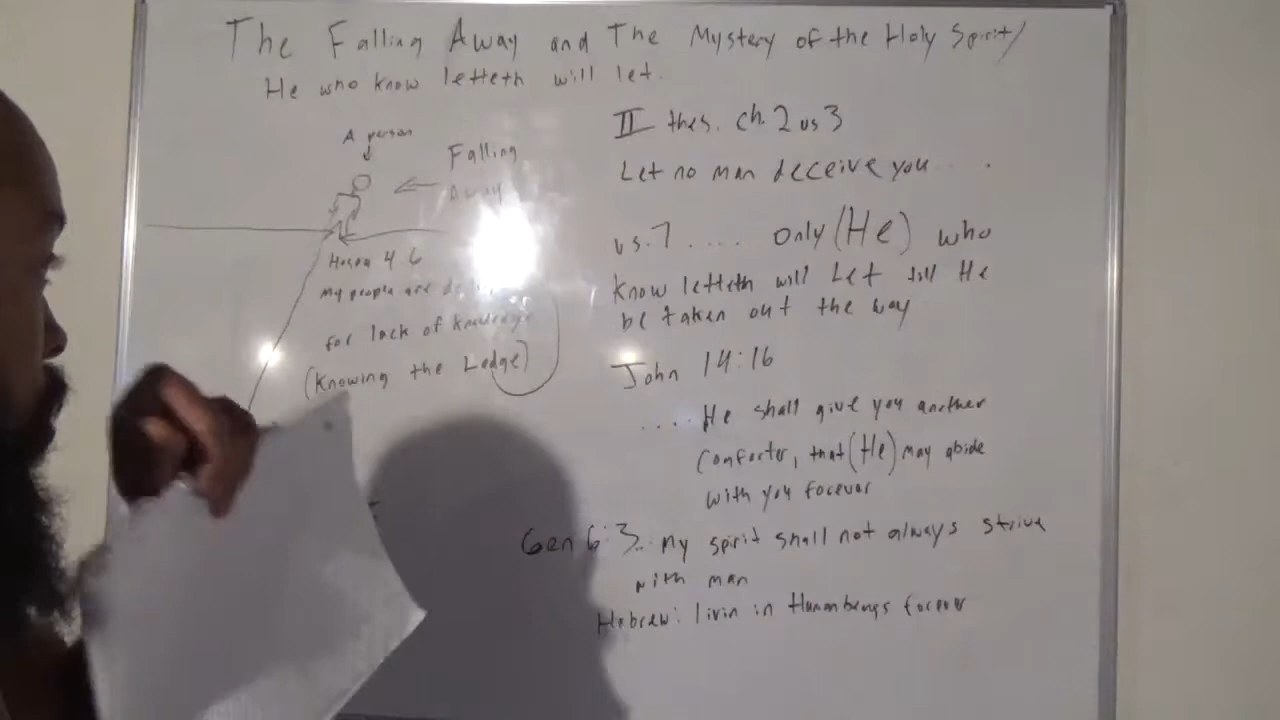 The Falling Away and The Mystery of the Holy Spirit/
He who know letteth will let.
A person
Falling
Away
Hosea 4.6
my people are
for lack of knowledge
(Knowing the Ledge)
II thes. ch. 2 vs 3
Let no man deceive you . . .
vs. 7 ..... only (He) who
know letteth will Let till He
be taken out the way
John 14:16
.... He shall give you another
Comforter, that (He) may abide
with you forever
Gen 6:3.. my spirit shall not always strive
with man
Hebrew: livin in Humanbeings forever